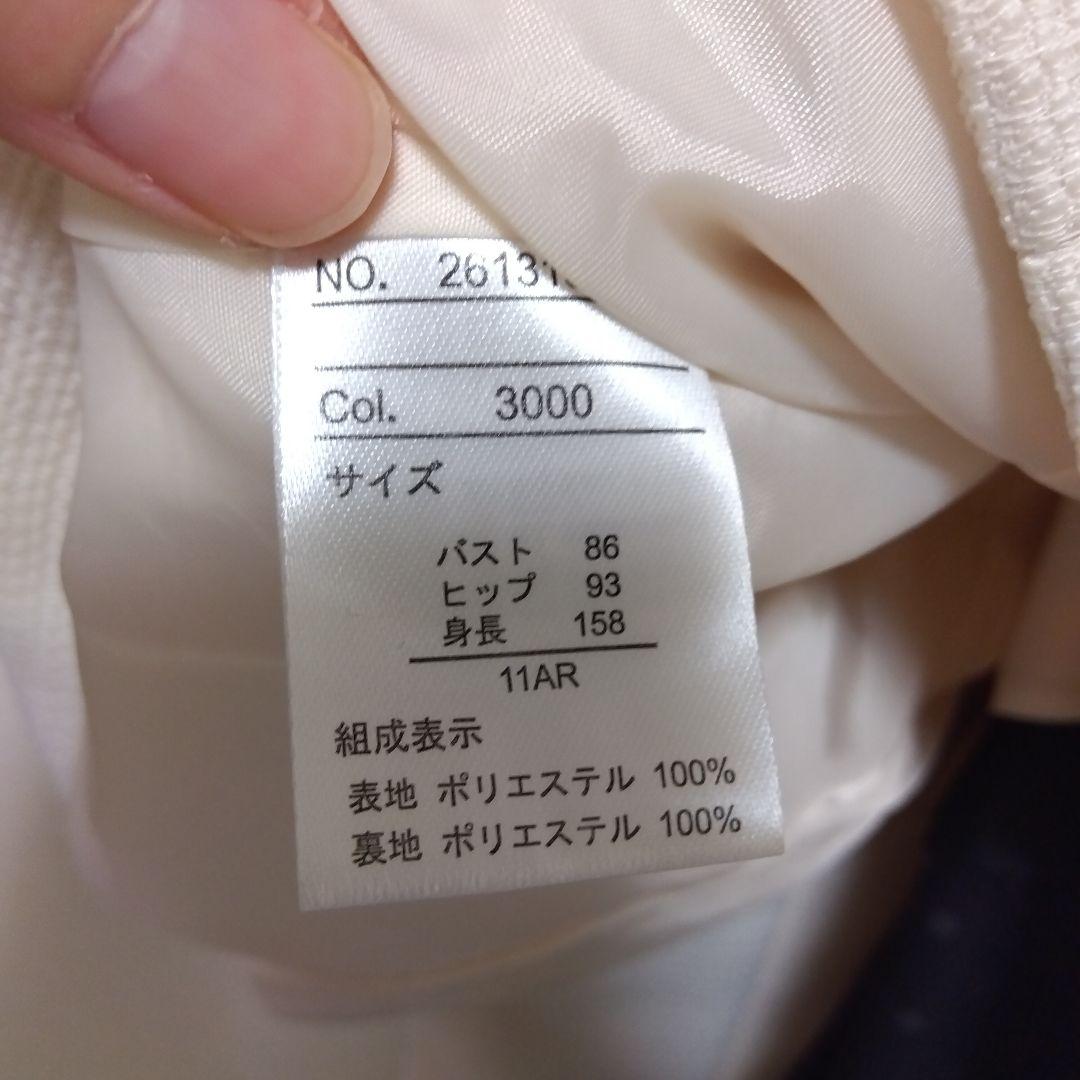 NO. 26131
Col. 3000
サイズ
バスト 86
ヒップ 93
身長 158
11AR
組成表示
表地 ポリエステル 100%
裏地 ポリエステル 100%